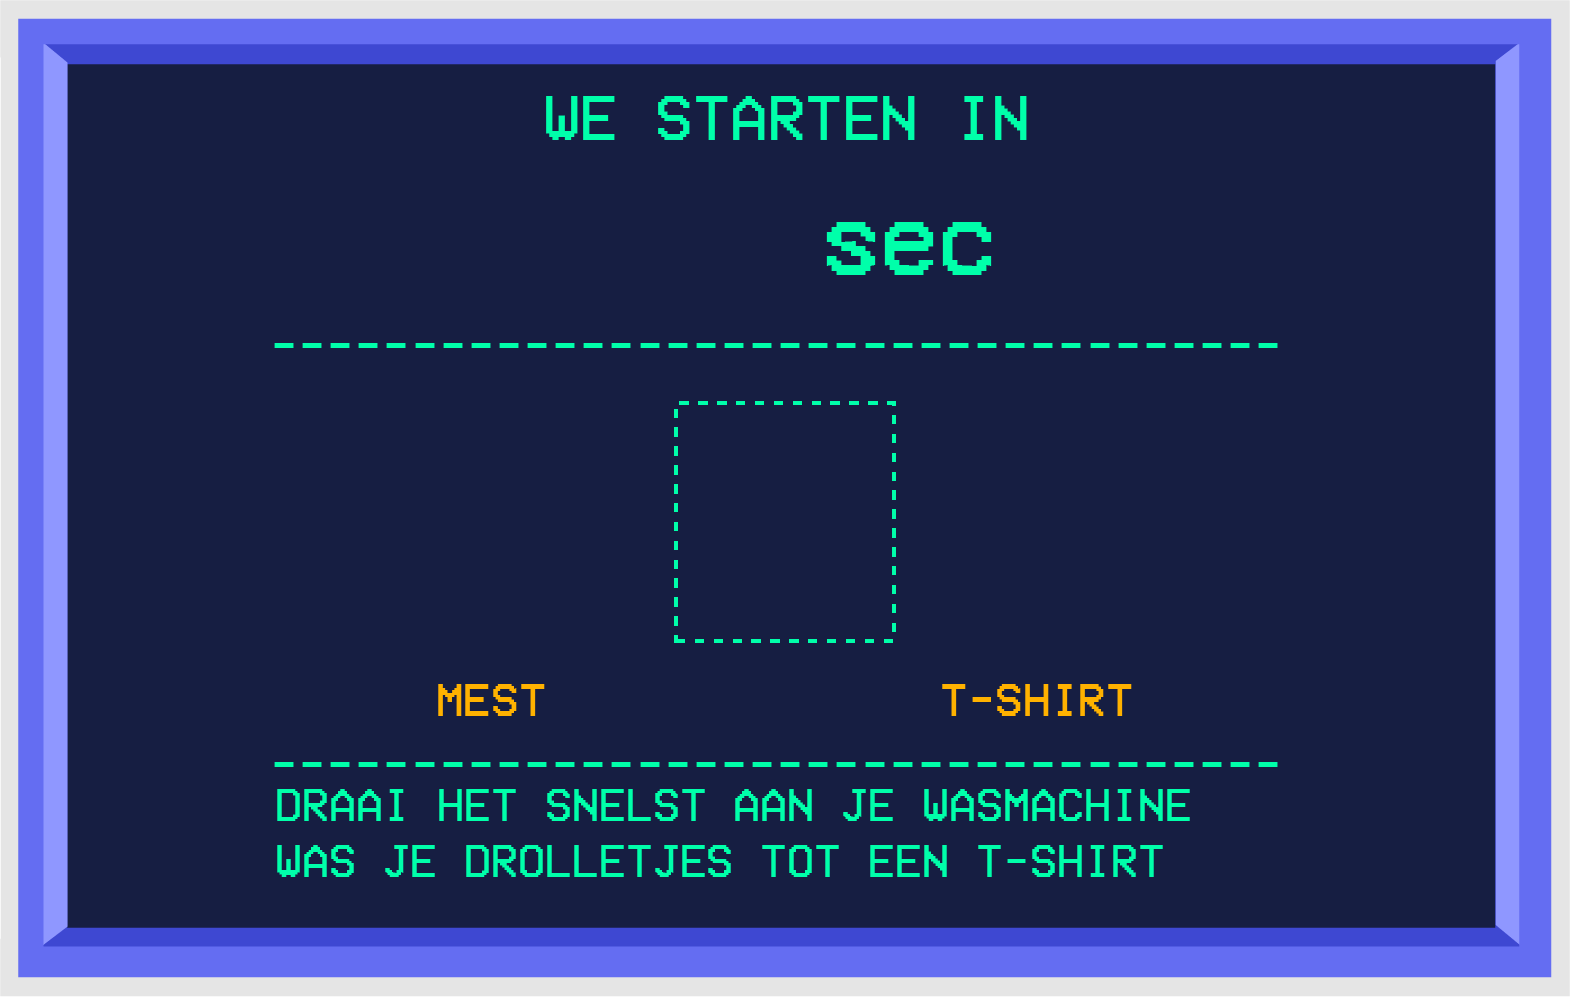 WE STARTEN IN
sec
MEST T-SHIRT
DRAAI HET SNELST AAN JE WASMACHINE
WAS JE DROLLETJES TOT EEN T-SHIRT